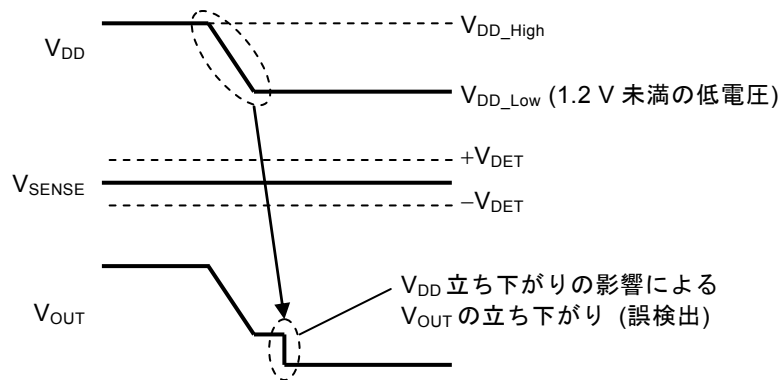 V_DD
V_DD_High
V_DD_Low (1.2 V 未満の低電圧)
+V_DET
V_SENSE
−V_DET
V_OUT
V_DD 立ち下がりの影響による
V_OUT の立ち下がり (誤検出)